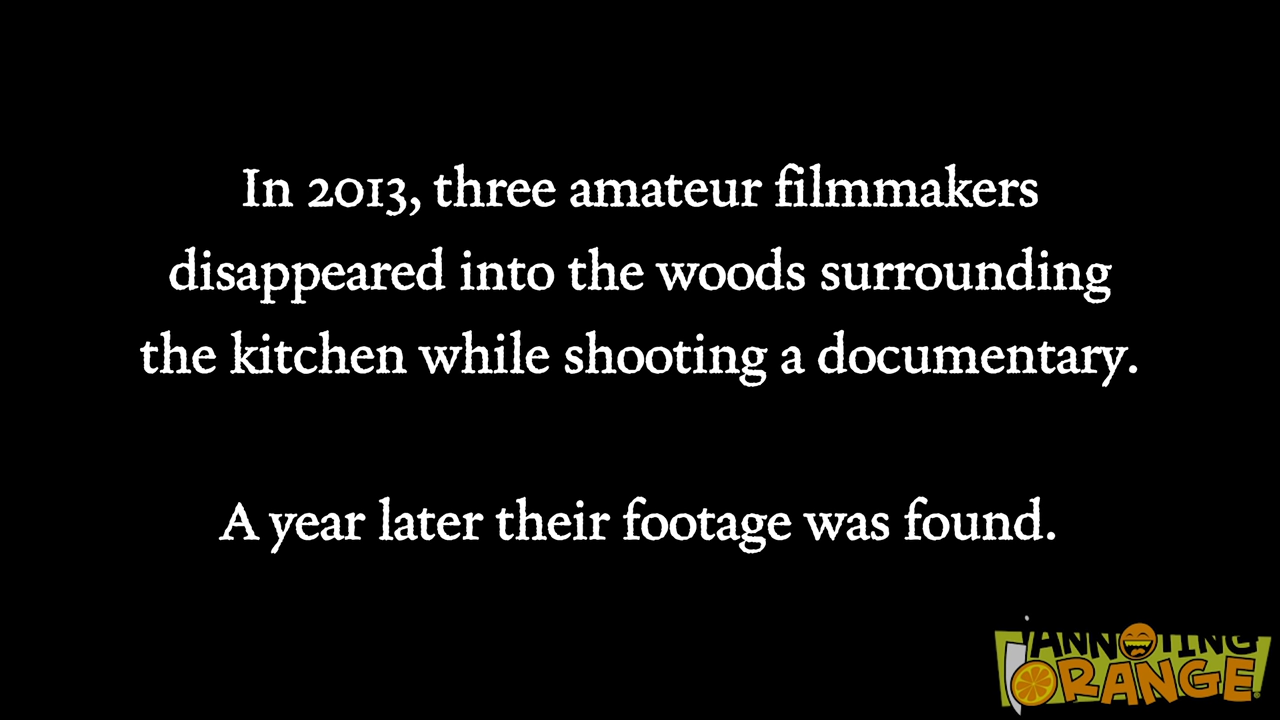 In 2013, three amateur filmmakers
disappeared into the woods surrounding
the kitchen while shooting a documentary.
A year later their footage was found.
ANNOYING
ORANGE